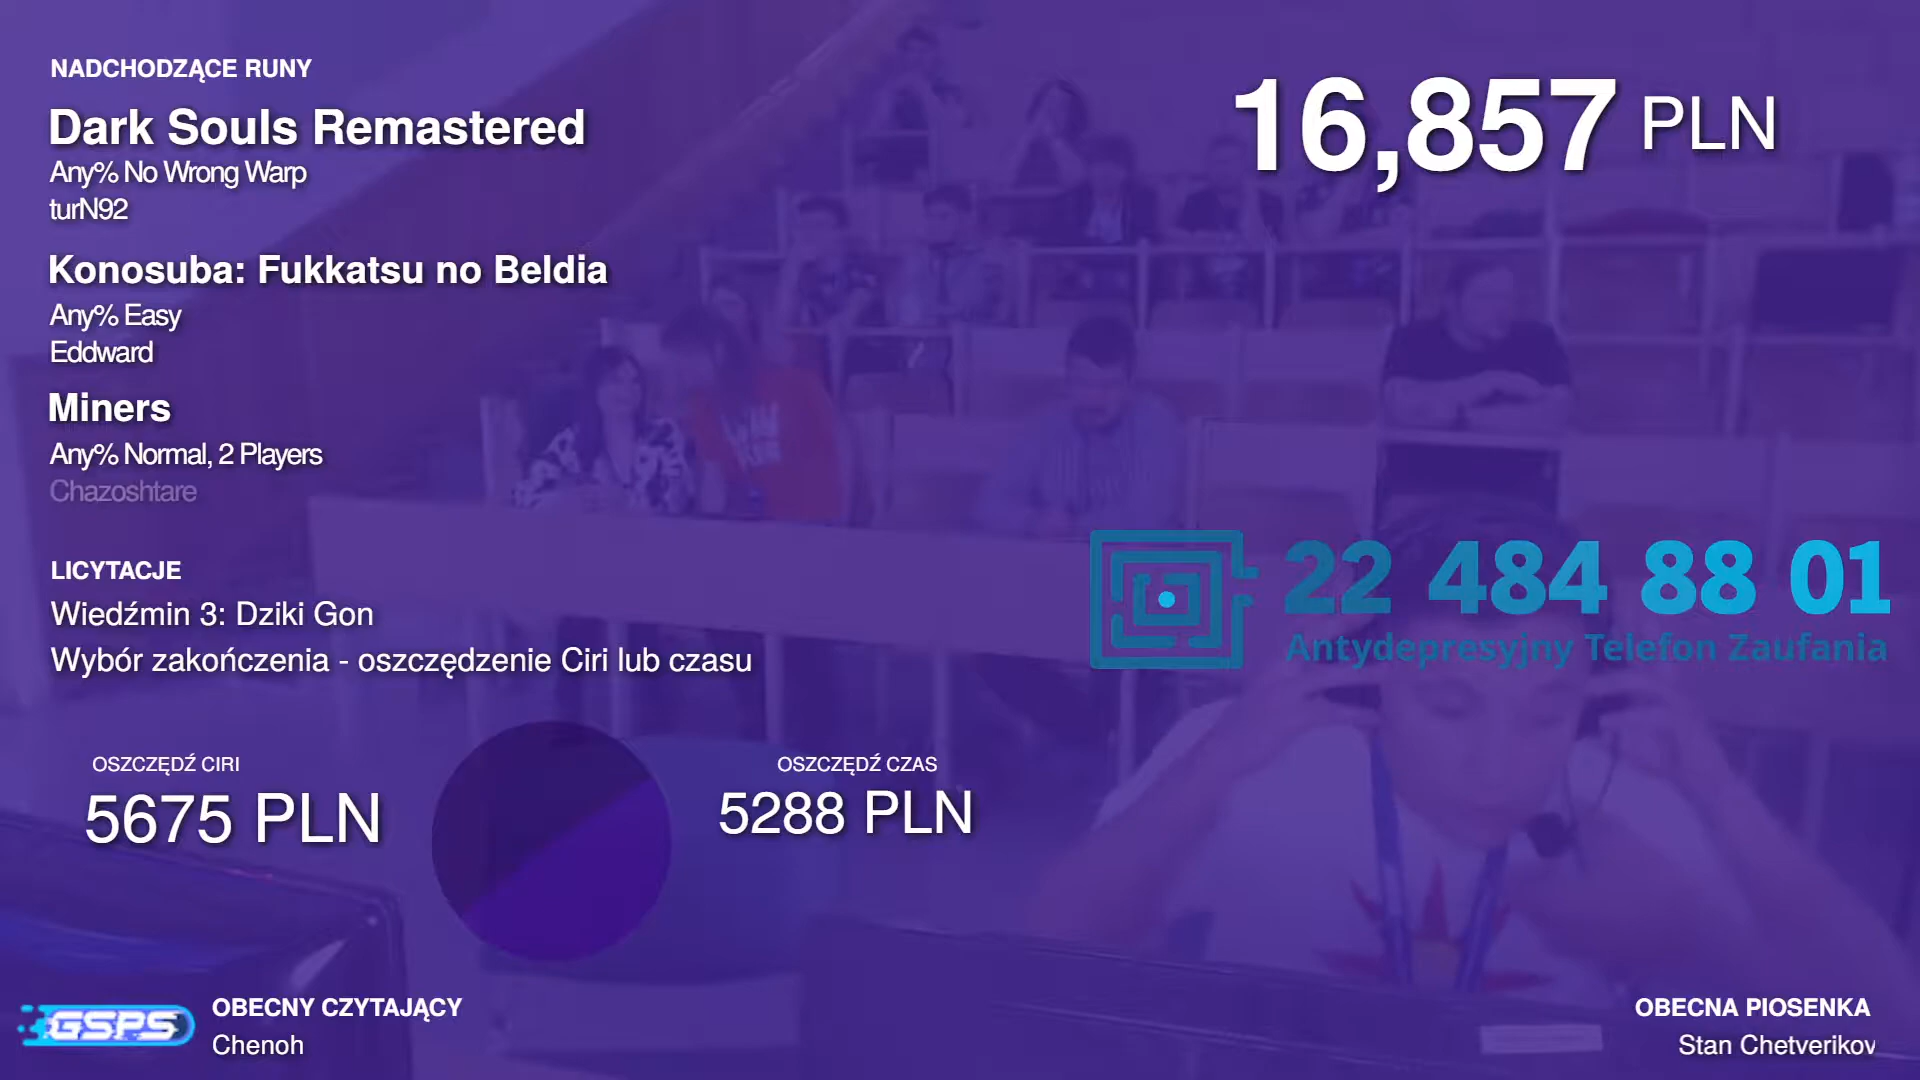 NADCHODZĄCE RUNY
Dark Souls Remastered
Any% No Wrong Warp
turN92
Konosuba: Fukkatsu no Beldia
Any% Easy
Eddward
Miners
Any% Normal, 2 Players
Chazoshtare
16,857 PLN
22 484 88 01
Antydepresyjny Telefon Zaufania
LICYTACJE
Wiedźmin 3: Dziki Gon
Wybór zakończenia - oszczędzenie Ciri lub czasu
OSZCZĘDŹ CIRI
5675 PLN
OSZCZĘDŹ CZAS
5288 PLN
GSPS
OBECNY CZYTAJĄCY
Chenoh
OBECNA PIOSENKA
Stan Chetverikov